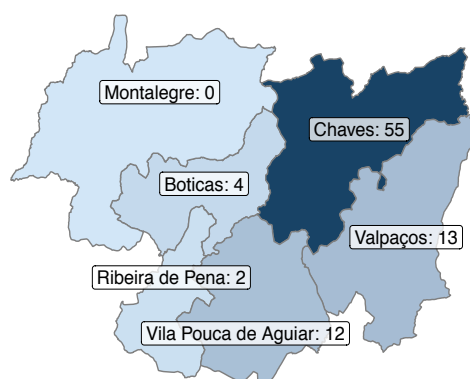 Montalegre: 0
Chaves: 55
Boticas: 4
Valpaços: 13
Ribeira de Pena: 2
Vila Pouca de Aguiar: 12